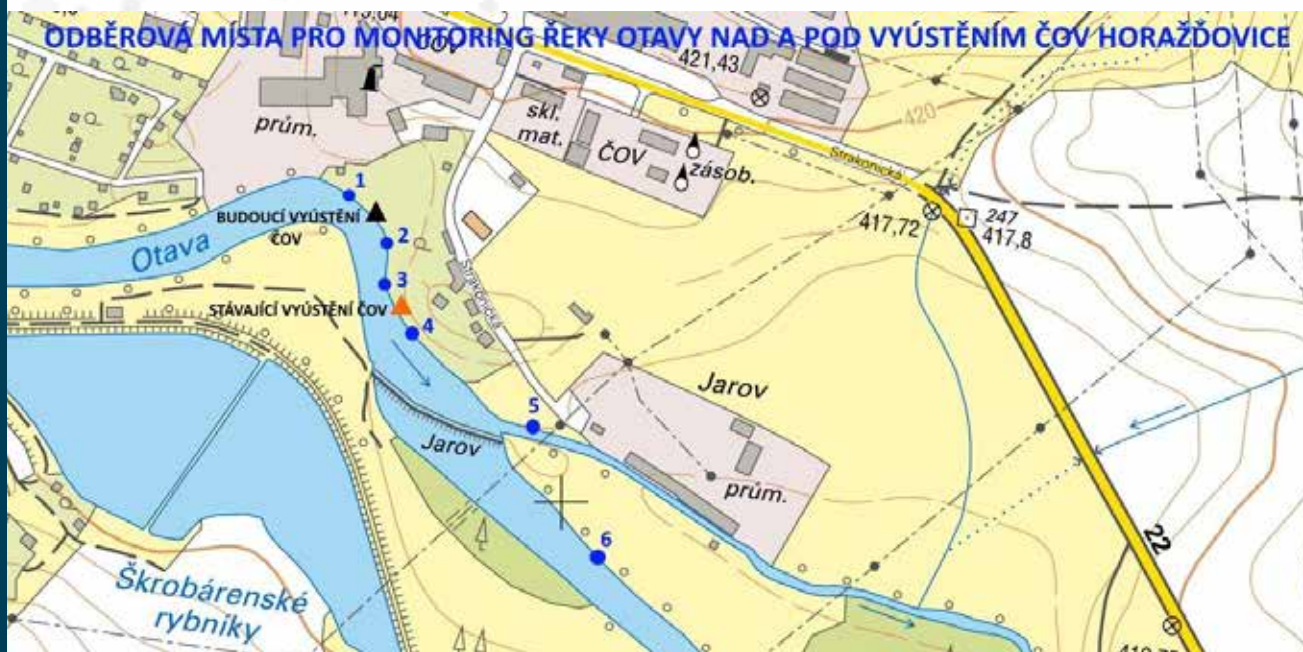 ODBĚROVÁ MÍSTA PRO MONITORING ŘEKY OTAVY NAD A POD VYÚSTĚNÍM ČOV HORAŽĎOVICE
ČOV
421,43
prům.
skl.
mat.
ČOV
zásob.
420
Strakonická
1
BUDOUCÍ VYÚSTĚNÍ
ČOV
2
Otava
417,72
247
417,8
3
STÁVAJÍCÍ VYÚSTĚNÍ ČOV
Strakonická
4
5
Jarov
Jarov
prům.
6
22
Škrobárenské
rybníky